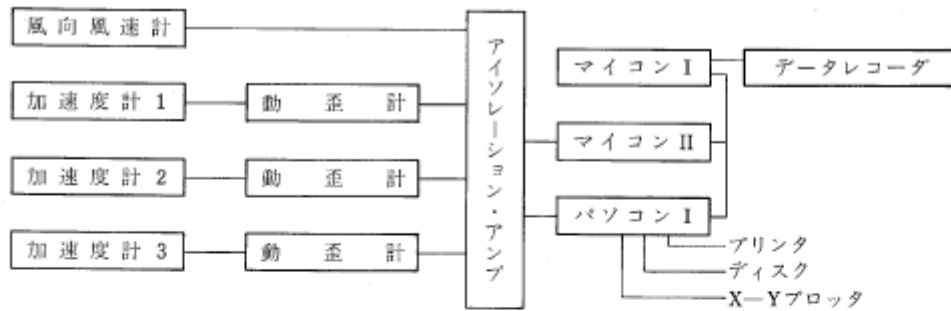 風向風速計
加速度計 1
動歪計
加速度計 2
動歪計
加速度計 3
動歪計
アイソレーション・アンプ
マイコン I
データレコーダ
マイコン II
パソコン I
プリンタ
ディスク
X—Yプロッタ